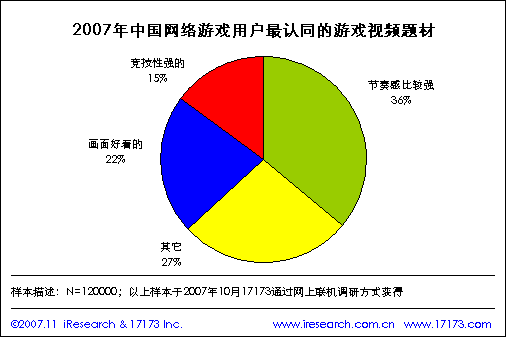 2007年中国网络游戏用户最认同的游戏视频题材
竞技性强的
15%
节奏感比较强
36%
画面好看的
22%
其它
27%
样本描述：N=120000；以上样本于2007年10月17173通过网上联机调研方式获得
©2007.11 iResearch & 17173 Inc.
www.iresearch.com.cn www.17173.com